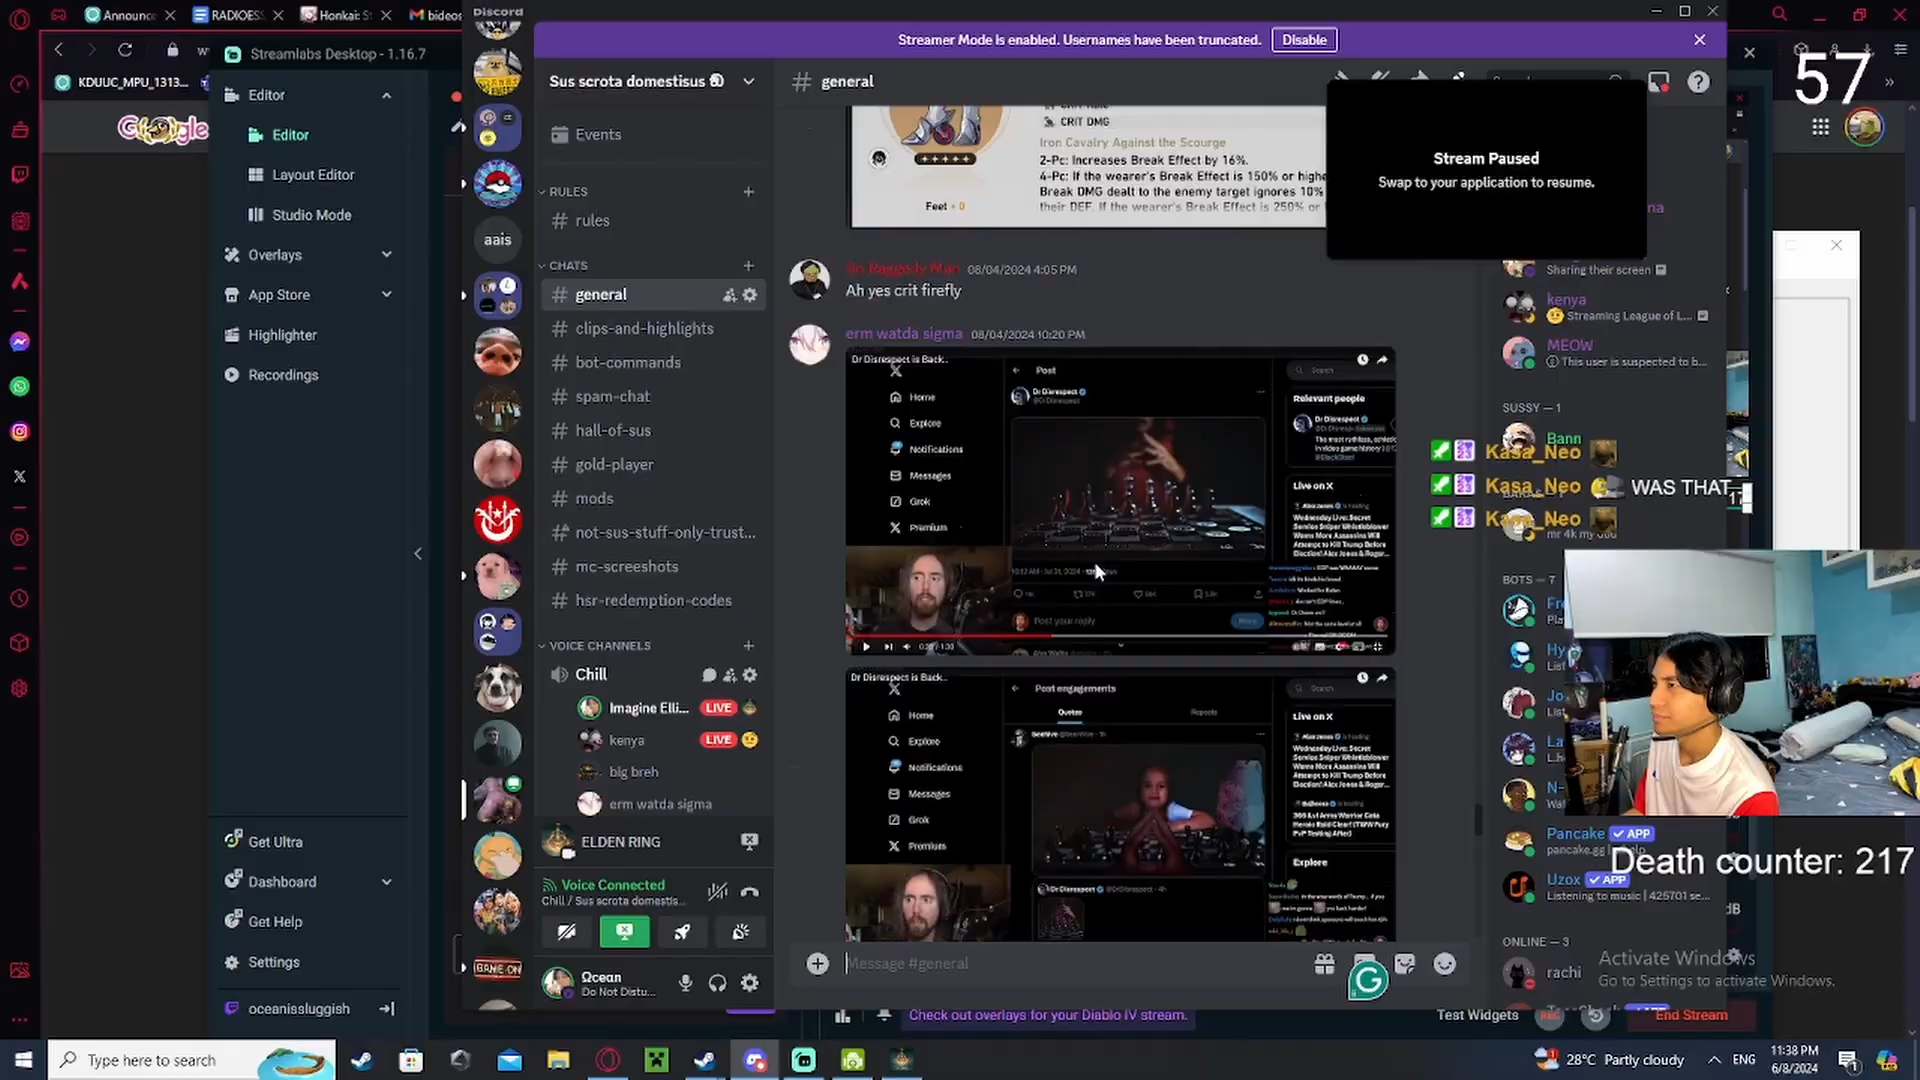 Announc
RADIOES
Honkai: S
bideos
KDUUC_MPU_1313...
Streamlabs Desktop - 1.16.7
Editor
Editor
Layout Editor
Studio Mode
Overlays
App Store
Highlighter
Recordings
Get Ultra
Dashboard
Get Help
Settings
oceanissluggish
Discord
Streamer Mode is enabled. Usernames have been truncated.
Disable
Sus scrota domestisus
Events
RULES
rules
CHATS
general
clips-and-highlights
bot-commands
spam-chat
hall-of-sus
gold-player
mods
not-sus-stuff-only-trust...
mc-screeshots
hsr-redemption-codes
VOICE CHANNELS
Chill
Imagine Elli... LIVE
kenya LIVE
big breh
erm watda sigma
ELDEN RING
Voice Connected
Chill / Sus scrota domestis...
Ωcean
Do Not Distu...
aais
general
CRIT DMG
Iron Cavalry Against the Scourge
2-Pc: Increases Break Effect by 16%.
4-Pc: If the wearer's Break Effect is 150% or highe
Break DMG dealt to the enemy target ignores 10%
their DEF. If the wearer's Break Effect is 250% or
Feet + 0
08/04/2024 4:05 PM
Ah yes crit firefly
erm watda sigma 08/04/2024 10:20 PM
Dr Disrespect is Back..
Post
Home
Explore
Notifications
Messages
Grok
Premium
Dr Disrespect
Search
Relevant people
Dr Disrespect
Live on X
Post your reply
Dr Disrespect is Back..
Post engagements
Quotes
Reposts
Home
Explore
Notifications
Messages
Grok
Premium
Search
Live on X
Explore
Message #general
Stream Paused
Swap to your application to resume.
Sharing their screen
kenya
Streaming League of L...
MEOW
This user is suspected to b...
SUSSY — 1
Bann
Kasa_Neo
Kasa_Neo WAS THAT
Kasa_Neo
BOTS — 7
Pancake APP
Uzox APP
Listening to music | 426701 se...
ONLINE — 3
rachi
57
Death counter: 217
Activate Windows
Go to Settings to activate Windows.
Check out overlays for your Diablo IV stream.
Test Widgets
REC
End Stream
Type here to search
28°C Partly cloudy
ENG
11:38 PM
6/8/2024